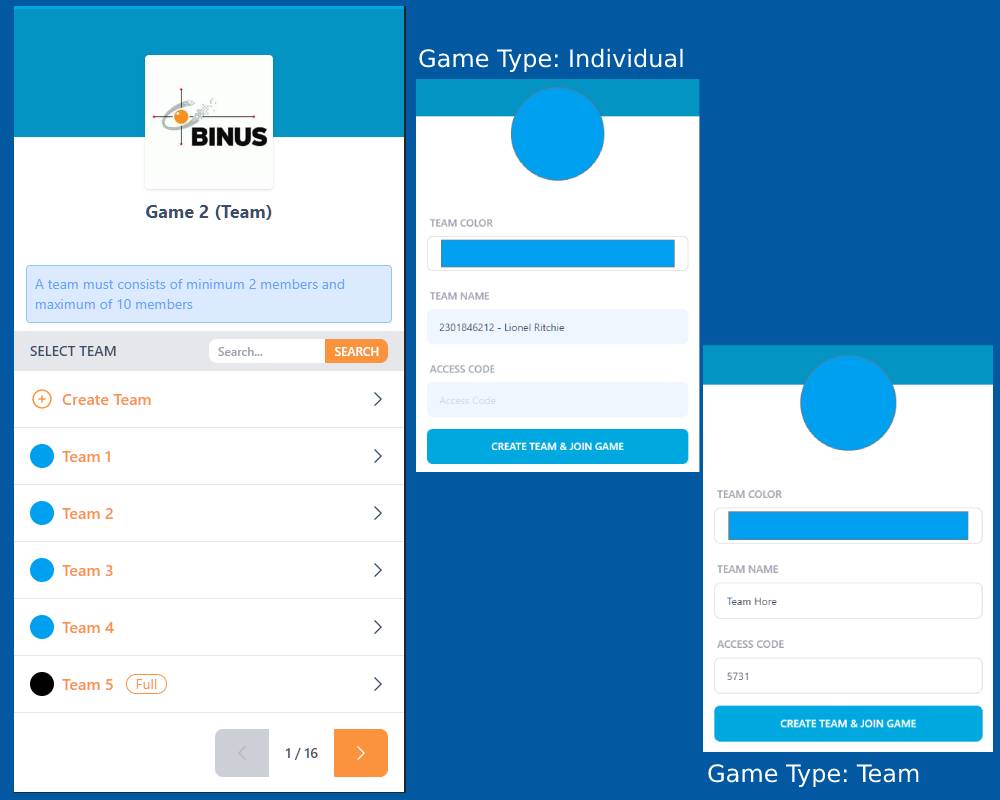 BINUS
Game 2 (Team)
A team must consists of minimum 2 members and
maximum of 10 members
SELECT TEAM
Search...
SEARCH
Create Team
Team 1
Team 2
Team 3
Team 4
Team 5 Full
1 / 16
Game Type: Individual
TEAM COLOR
TEAM NAME
2301846212 - Lionel Ritchie
ACCESS CODE
Access Code
CREATE TEAM & JOIN GAME
TEAM COLOR
TEAM NAME
Team Hore
ACCESS CODE
5731
CREATE TEAM & JOIN GAME
Game Type: Team